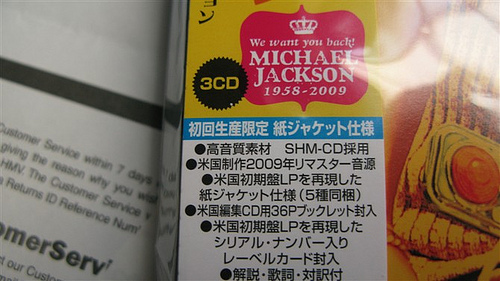 ョン
We want you back!
MICHAEL
JACKSON
1958-2009
3CD
初回生産限定 紙ジャケット仕様
●高音質素材 SHM-CD採用
●米国制作2009年リマスター音源
●米国初期盤LPを再現した
紙ジャケット仕様(5種同梱)
●米国編集CD用36Pブックレット封入
●米国初期盤LPを再現した
シリアル・ナンバー入り
レーベルカード封入
●解説・歌詞・対訳付
Customer Service within 7 days
giving the reason why you
HMV. The Customer Service
Returns ID Reference Num
omerServi
our Custo